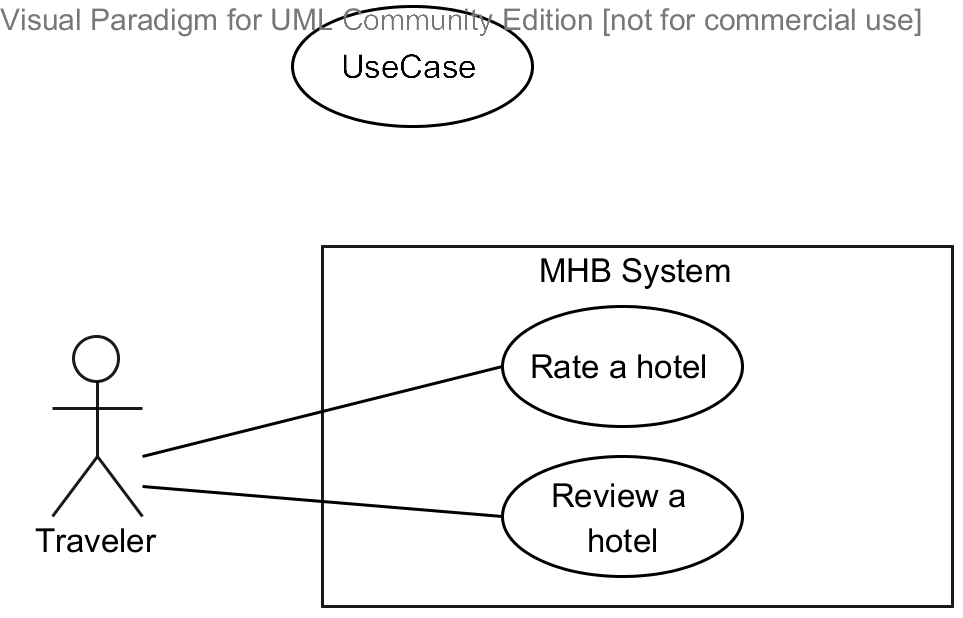 Visual Paradigm for UML Community Edition [not for commercial use]
UseCase
MHB System
Rate a hotel
Review a
hotel
Traveler